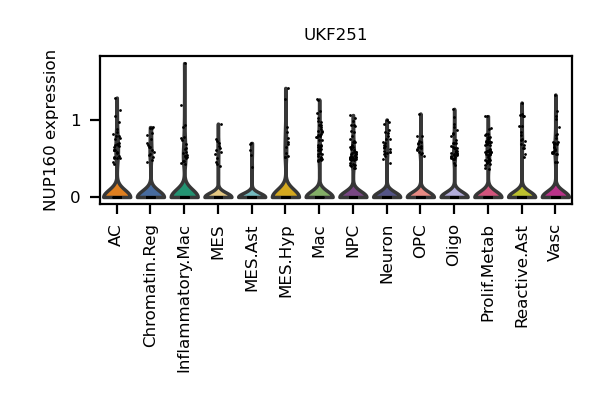 UKF251
NUP160 expression
1
0
AC
Chromatin.Reg
Inflammatory.Mac
MES
MES.Ast
MES.Hyp
Mac
NPC
Neuron
OPC
Oligo
Prolif.Metab
Reactive.Ast
Vasc